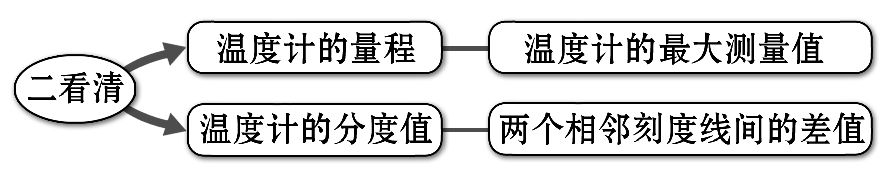 二看清
温度计的量程
温度计的最大测量值
温度计的分度值
两个相邻刻度线间的差值